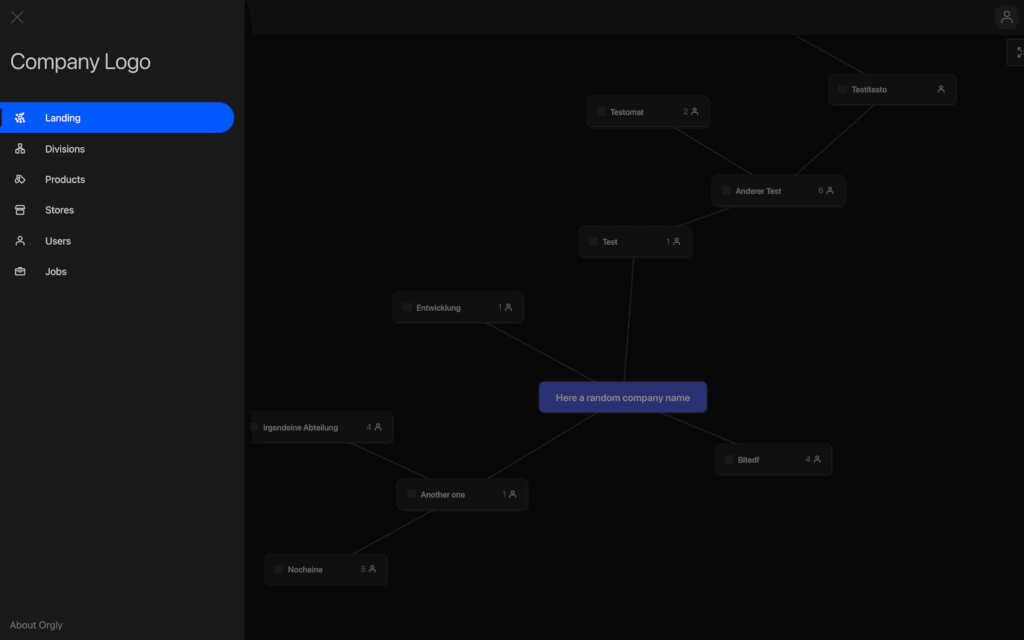 Company Logo
Landing
Divisions
Products
Stores
Users
Jobs
About Orgly
Testitesto
Testomat 2
Anderer Test 6
Test 1
Entwicklung 1
Here a random company name
Irgendeine Abteilung 4
Bitedf 4
Another one 1
Nocheine 5